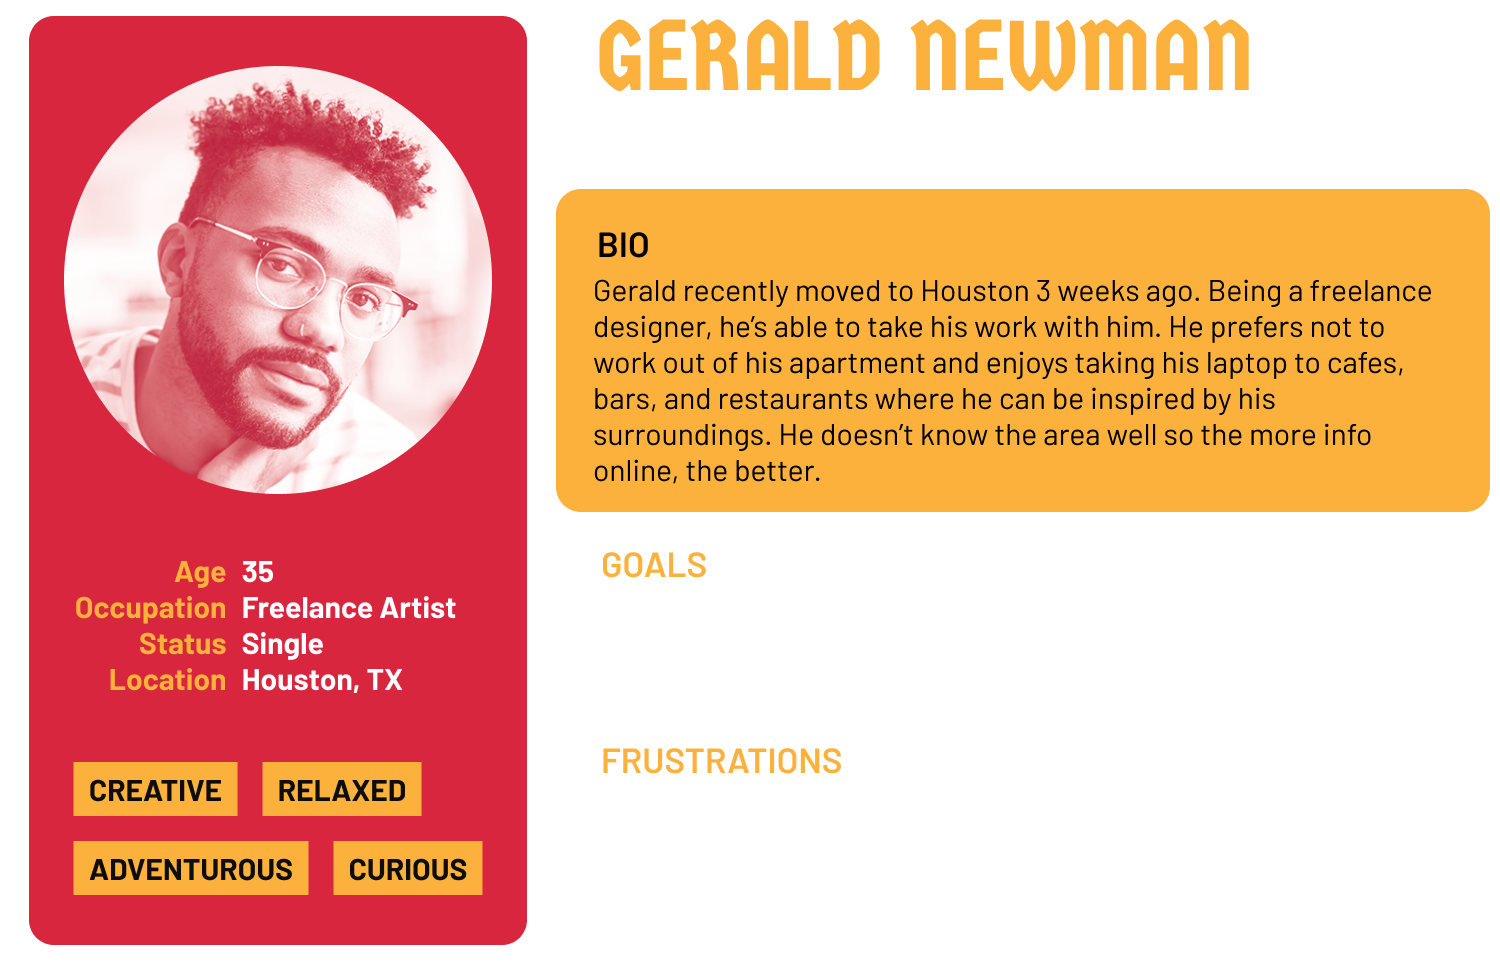 GERALD NEWMAN
BIO
Gerald recently moved to Houston 3 weeks ago. Being a freelance
designer, he’s able to take his work with him. He prefers not to
work out of his apartment and enjoys taking his laptop to cafes,
bars, and restaurants where he can be inspired by his
surroundings. He doesn’t know the area well so the more info
online, the better.
GOALS
FRUSTRATIONS
Age 35
Occupation Freelance Artist
Status Single
Location Houston, TX
CREATIVE RELAXED
ADVENTUROUS CURIOUS